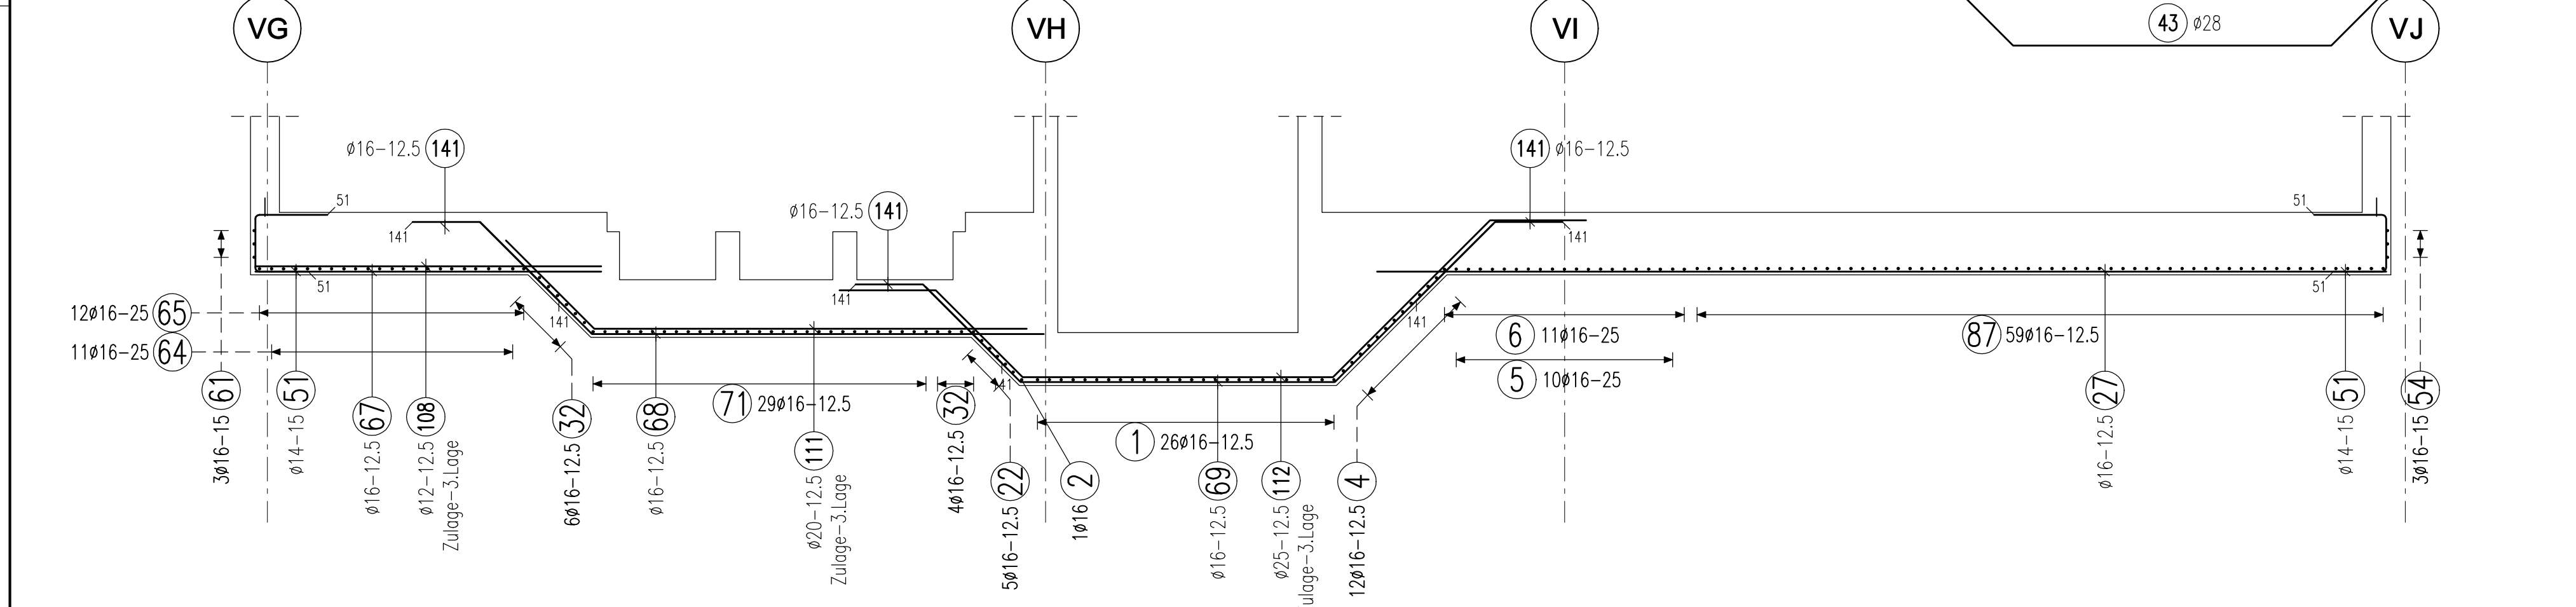 VG
VH
VI
VJ
43 ø28
ø16-12.5 141
141 ø16-12.5
ø16-12.5 141
51
51
141
141
141
51
141
141
141
141
51
12ø16-25 65
11ø16-25 64
6 11ø16-25
5 10ø16-25
87 59ø16-12.5
71 29ø16-12.5
1 26ø16-12.5
3ø16-15 61
ø14-15 51
ø16-12.5 67
ø12-12.5 108
Zulage-3.Lage
6ø16-12.5 32
ø16-12.5 68
ø20-12.5 111
Zulage-3.Lage
4ø16-12.5 32
5ø16-12.5 22
1ø16 2
ø16-12.5 69
ø25-12.5 112
ulage-3.Lage
12ø16-12.5 4
ø16-12.5 27
ø14-15 51
3ø16-15 54